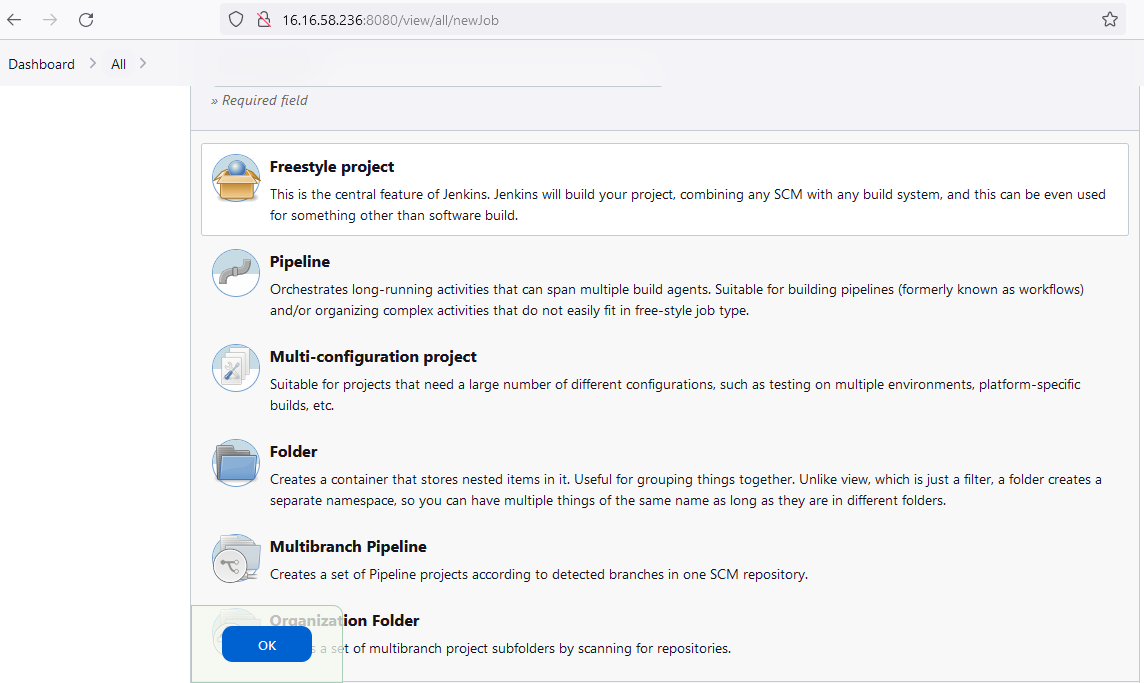 16.16.58.236:8080/view/all/newJob
Dashboard All
» Required field
Freestyle project
This is the central feature of Jenkins. Jenkins will build your project, combining any SCM with any build system, and this can be even used
for something other than software build.
Pipeline
Orchestrates long-running activities that can span multiple build agents. Suitable for building pipelines (formerly known as workflows)
and/or organizing complex activities that do not easily fit in free-style job type.
Multi-configuration project
Suitable for projects that need a large number of different configurations, such as testing on multiple environments, platform-specific
builds, etc.
Folder
Creates a container that stores nested items in it. Useful for grouping things together. Unlike view, which is just a filter, a folder creates a
separate namespace, so you can have multiple things of the same name as long as they are in different folders.
Multibranch Pipeline
Creates a set of Pipeline projects according to detected branches in one SCM repository.
Organization Folder
a set of multibranch project subfolders by scanning for repositories.
OK